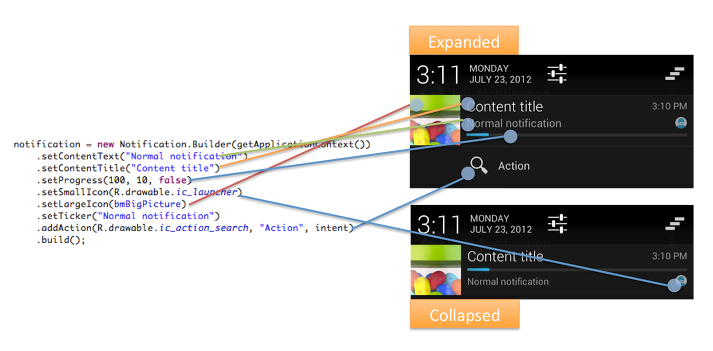 Expanded
3:11 MONDAY
JULY 23, 2012
Content title 3:10 PM
Normal notification
Action
notification = new Notification.Builder(getApplicationContext())
.setContentText("Normal notification")
.setContentTitle("Content title")
.setProgress(100, 10, false)
.setSmallIcon(R.drawable.ic_launcher)
.setLargeIcon(bmBigPicture)
.setTicker("Normal notification")
.addAction(R.drawable.ic_action_search, "Action", intent)
.build();
3:11 MONDAY
JULY 23, 2012
Content title 3:10 PM
Normal notification
Collapsed